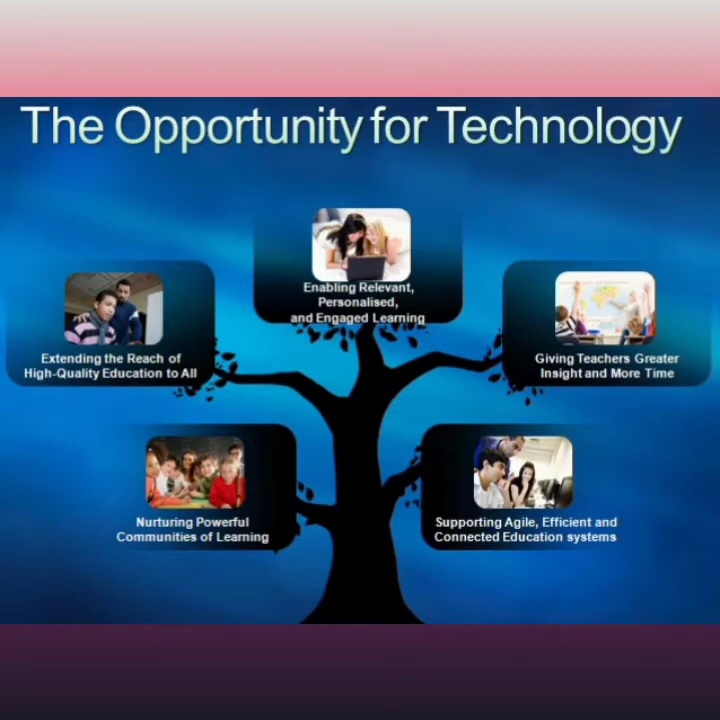 The Opportunity for Technology
Enabling Relevant,
Personalised,
and Engaged Learning
Extending the Reach of
High-Quality Education to All
Giving Teachers Greater
Insight and More Time
Nurturing Powerful
Communities of Learning
Supporting Agile, Efficient and
Connected Education systems